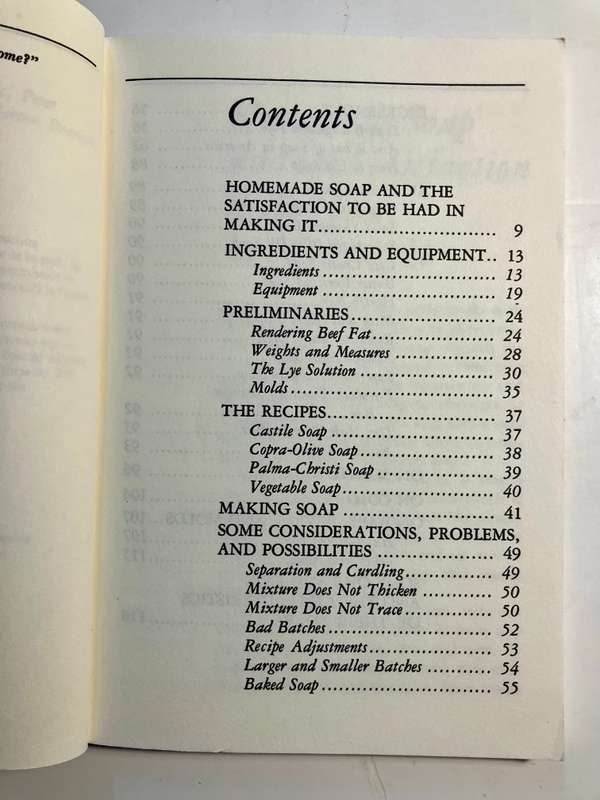 ome?"
Contents
HOMEMADE SOAP AND THE
SATISFACTION TO BE HAD IN
MAKING IT............................... 9
INGREDIENTS AND EQUIPMENT.. 13
Ingredients ........................... 13
Equipment ........................... 19
PRELIMINARIES........................ 24
Rendering Beef Fat................... 24
Weights and Measures ............... 28
The Lye Solution .................... 30
Molds................................. 35
THE RECIPES............................ 37
Castile Soap .......................... 37
Copra-Olive Soap..................... 38
Palma-Christi Soap .................. 39
Vegetable Soap........................ 40
MAKING SOAP ......................... 41
SOME CONSIDERATIONS, PROBLEMS,
AND POSSIBILITIES ................... 49
Separation and Curdling.............. 49
Mixture Does Not Thicken ........... 50
Mixture Does Not Trace.............. 50
Bad Batches........................... 52
Recipe Adjustments................... 53
Larger and Smaller Batches .......... 54
Baked Soap............................ 55